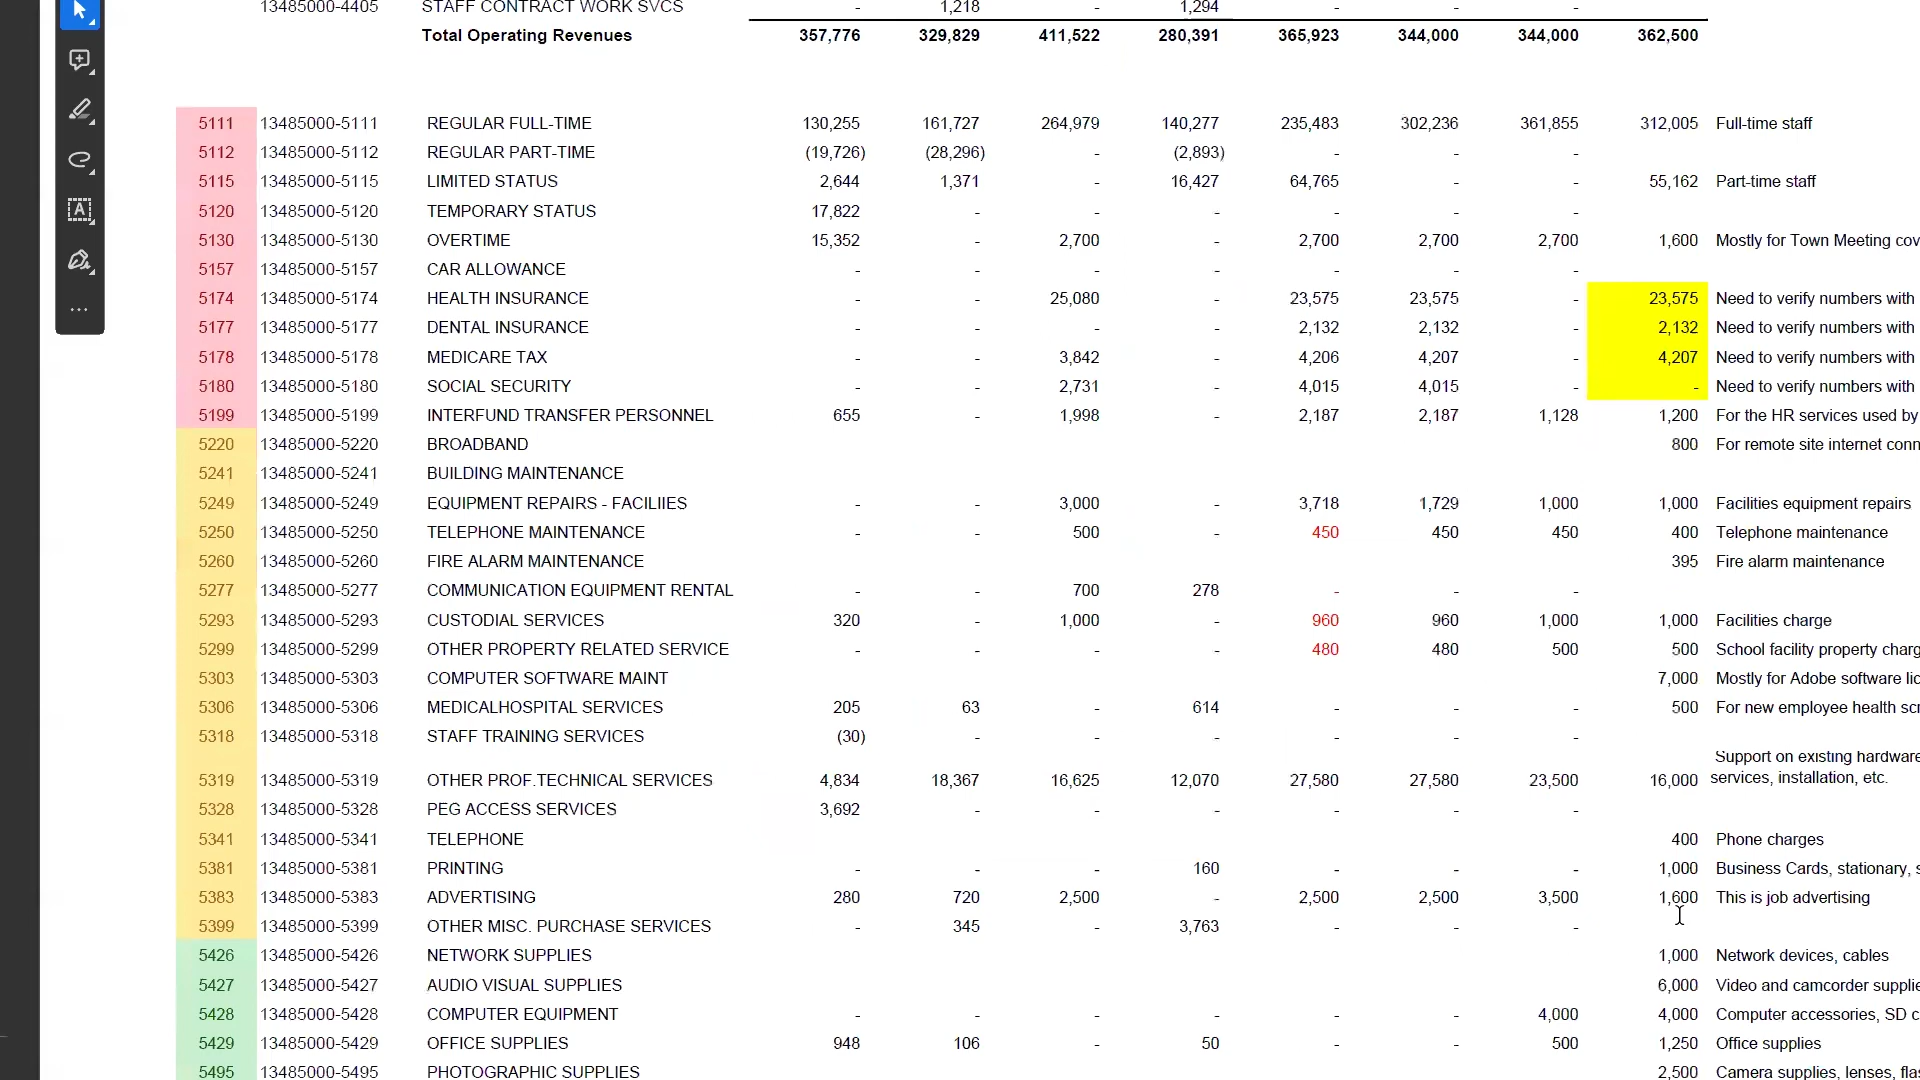 13485000-4405 STAFF CONTRACT WORK SVCS - 1,218 - 1,294 - - -
Total Operating Revenues 357,776 329,829 411,522 280,391 365,923 344,000 344,000 362,500
5111 13485000-5111 REGULAR FULL-TIME 130,255 161,727 264,979 140,277 235,483 302,236 361,855 312,005 Full-time staff
5112 13485000-5112 REGULAR PART-TIME (19,726) (28,296) - (2,893) - - -
5115 13485000-5115 LIMITED STATUS 2,644 1,371 - 16,427 64,765 - - 55,162 Part-time staff
5120 13485000-5120 TEMPORARY STATUS 17,822 - - - - - -
5130 13485000-5130 OVERTIME 15,352 - 2,700 - 2,700 2,700 2,700 1,600 Mostly for Town Meeting cov
5157 13485000-5157 CAR ALLOWANCE - - - - - - -
5174 13485000-5174 HEALTH INSURANCE - - 25,080 - 23,575 23,575 - 23,575 Need to verify numbers with
5177 13485000-5177 DENTAL INSURANCE - - - - 2,132 2,132 - 2,132 Need to verify numbers with
5178 13485000-5178 MEDICARE TAX - - 3,842 - 4,206 4,207 - 4,207 Need to verify numbers with
5180 13485000-5180 SOCIAL SECURITY - - 2,731 - 4,015 4,015 - - Need to verify numbers with
5199 13485000-5199 INTERFUND TRANSFER PERSONNEL 655 - 1,998 - 2,187 2,187 1,128 1,200 For the HR services used by
5220 13485000-5220 BROADBAND 800 For remote site internet conn
5241 13485000-5241 BUILDING MAINTENANCE
5249 13485000-5249 EQUIPMENT REPAIRS - FACILIIES - - 3,000 - 3,718 1,729 1,000 1,000 Facilities equipment repairs
5250 13485000-5250 TELEPHONE MAINTENANCE - - 500 - 450 450 450 400 Telephone maintenance
5260 13485000-5260 FIRE ALARM MAINTENANCE 395 Fire alarm maintenance
5277 13485000-5277 COMMUNICATION EQUIPMENT RENTAL - - 700 278 - - -
5293 13485000-5293 CUSTODIAL SERVICES 320 - 1,000 - 960 960 1,000 1,000 Facilities charge
5299 13485000-5299 OTHER PROPERTY RELATED SERVICE - - - - 480 480 500 500 School facility property charg
5303 13485000-5303 COMPUTER SOFTWARE MAINT 7,000 Mostly for Adobe software lic
5306 13485000-5306 MEDICALHOSPITAL SERVICES 205 63 - 614 - - - 500 For new employee health scr
5318 13485000-5318 STAFF TRAINING SERVICES (30) - - - - - -
Support on existing hardware
5319 13485000-5319 OTHER PROF.TECHNICAL SERVICES 4,834 18,367 16,625 12,070 27,580 27,580 23,500 16,000 services, installation, etc.
5328 13485000-5328 PEG ACCESS SERVICES 3,692 - - - - - -
5341 13485000-5341 TELEPHONE 400 Phone charges
5381 13485000-5381 PRINTING - - - 160 - - - 1,000 Business Cards, stationary, s
5383 13485000-5383 ADVERTISING 280 720 2,500 - 2,500 2,500 3,500 1,600 This is job advertising
5399 13485000-5399 OTHER MISC. PURCHASE SERVICES - 345 - 3,763 - - -
5426 13485000-5426 NETWORK SUPPLIES 1,000 Network devices, cables
5427 13485000-5427 AUDIO VISUAL SUPPLIES 6,000 Video and camcorder supplie
5428 13485000-5428 COMPUTER EQUIPMENT - - - - - - 4,000 4,000 Computer accessories, SD c
5429 13485000-5429 OFFICE SUPPLIES 948 106 - 50 - - 500 1,250 Office supplies
5495 13485000-5495 PHOTOGRAPHIC SUPPLIES 2,500 Camera supplies, lenses, flas